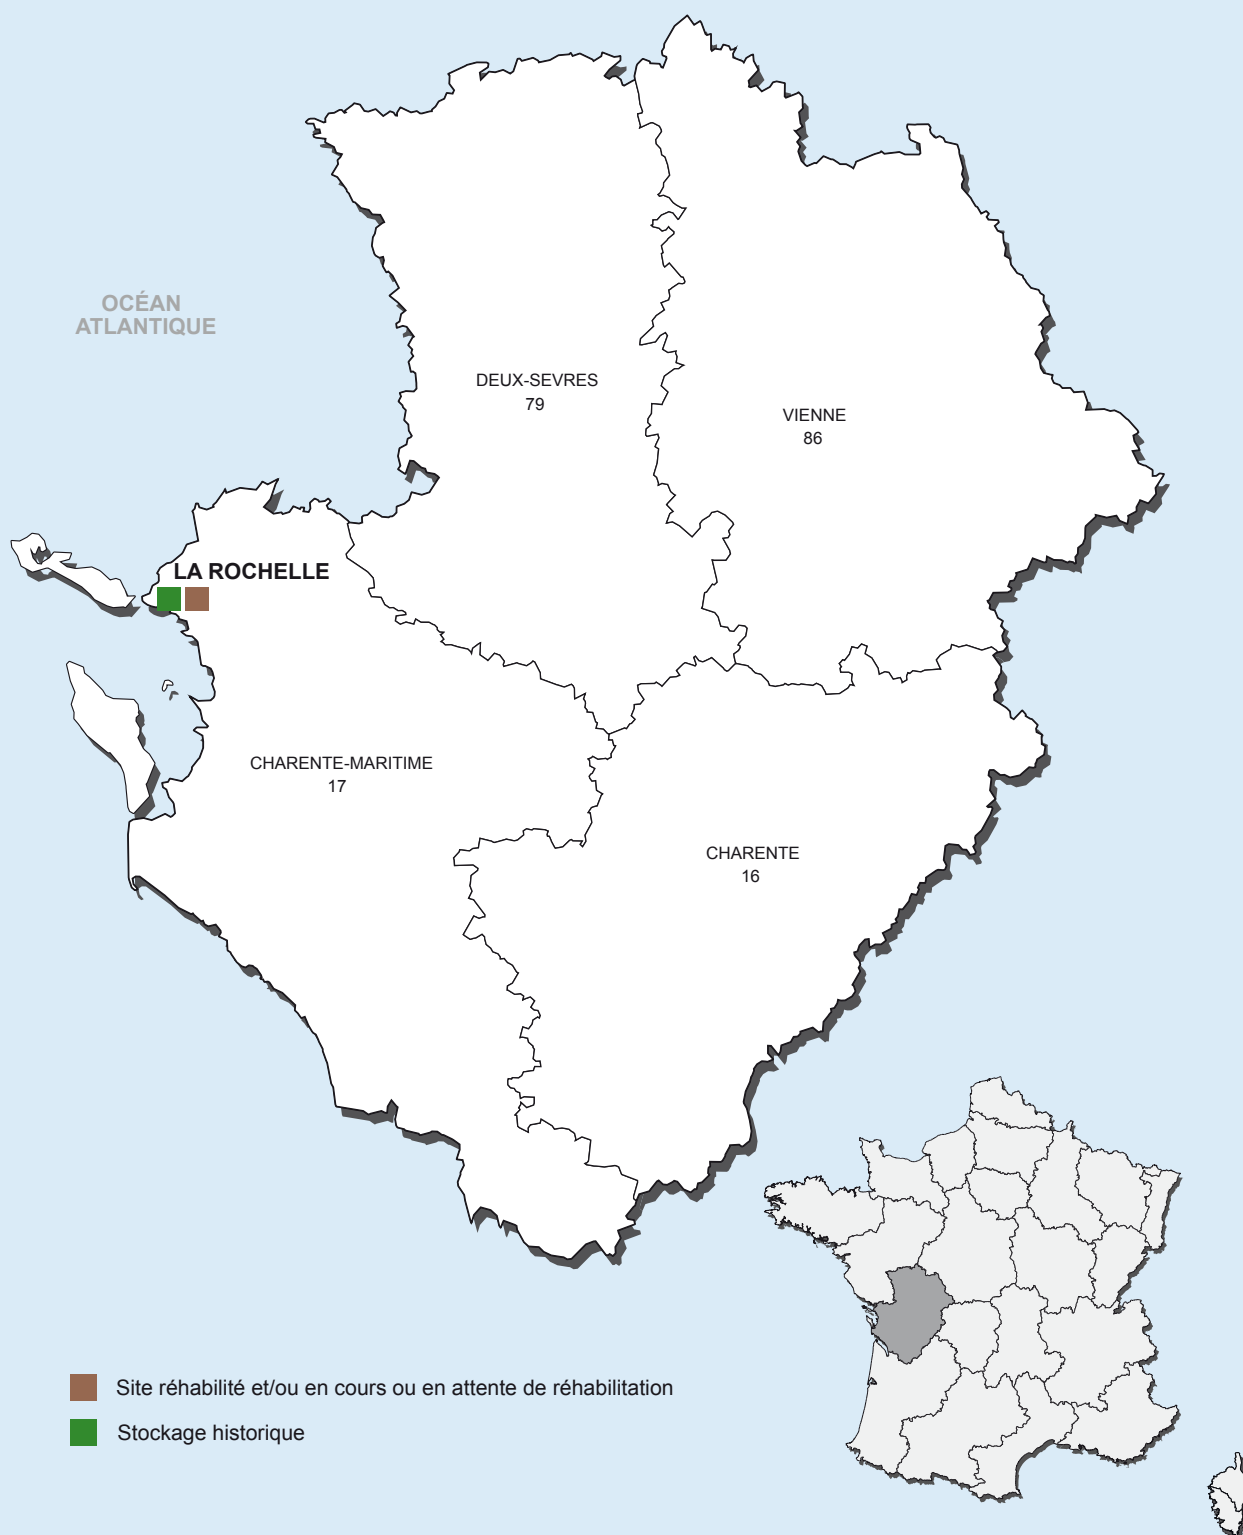 OCÉAN
ATLANTIQUE
DEUX-SEVRES
79
VIENNE
86
LA ROCHELLE
CHARENTE-MARITIME
17
CHARENTE
16
Site réhabilité et/ou en cours ou en attente de réhabilitation
Stockage historique